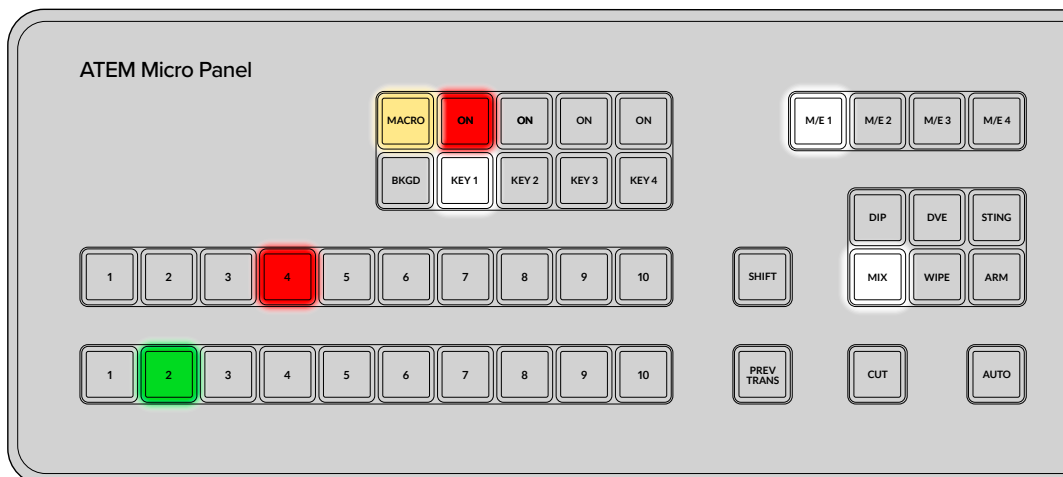 ATEM Micro Panel
MACRO ON ON ON ON
BKGD KEY 1 KEY 2 KEY 3 KEY 4
M/E 1 M/E 2 M/E 3 M/E 4
DIP DVE STING
MIX WIPE ARM
1 2 3 4 5 6 7 8 9 10
SHIFT
1 2 3 4 5 6 7 8 9 10
PREV
TRANS
CUT
AUTO